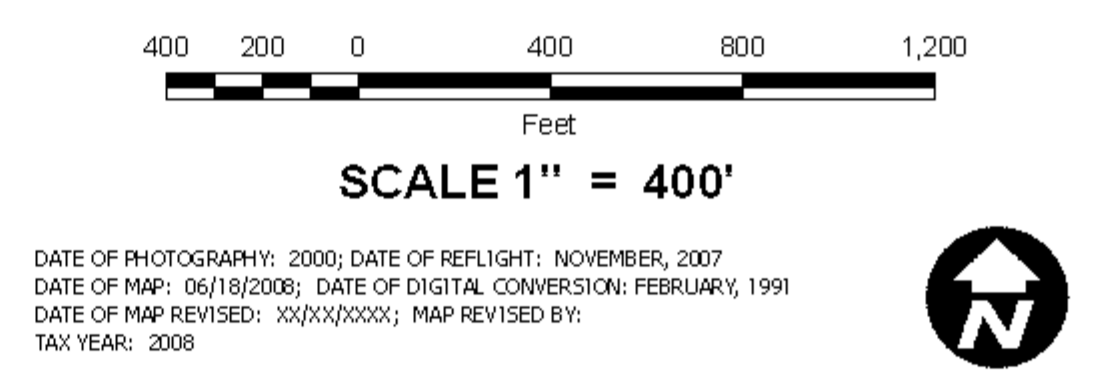 400 200 0 400 800 1,200
Feet
SCALE 1" = 400'
DATE OF PHOTOGRAPHY: 2000; DATE OF REFLIGHT: NOVEMBER, 2007
DATE OF MAP: 06/18/2008; DATE OF DIGITAL CONVERSION: FEBRUARY, 1991
DATE OF MAP REVISED: XX/XX/XXXX; MAP REVISED BY:
TAX YEAR: 2008
N